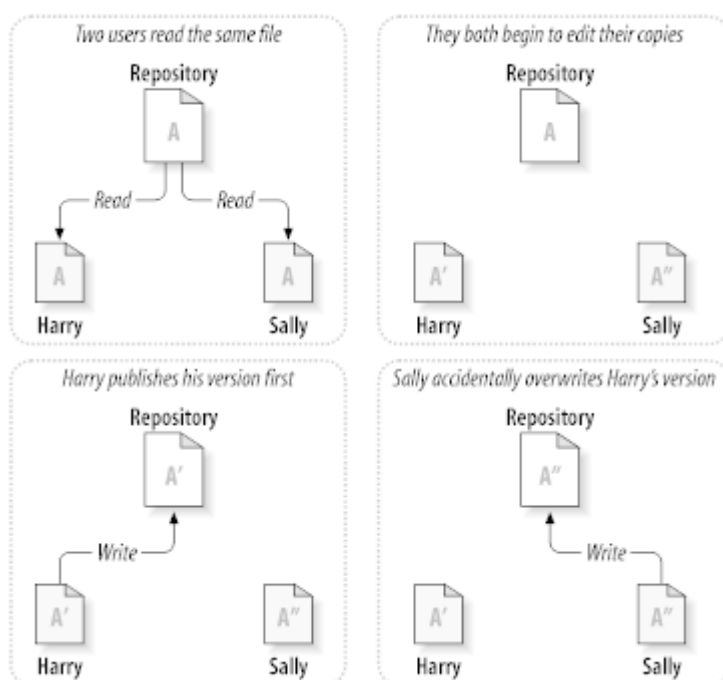 Two users read the same file
Repository
A
Read
Read
A
A
Harry
Sally
They both begin to edit their copies
Repository
A
A′
A″
Harry
Sally
Harry publishes his version first
Repository
A′
Write
A′
A″
Harry
Sally
Sally accidentally overwrites Harry’s version
Repository
A″
Write
A′
A″
Harry
Sally